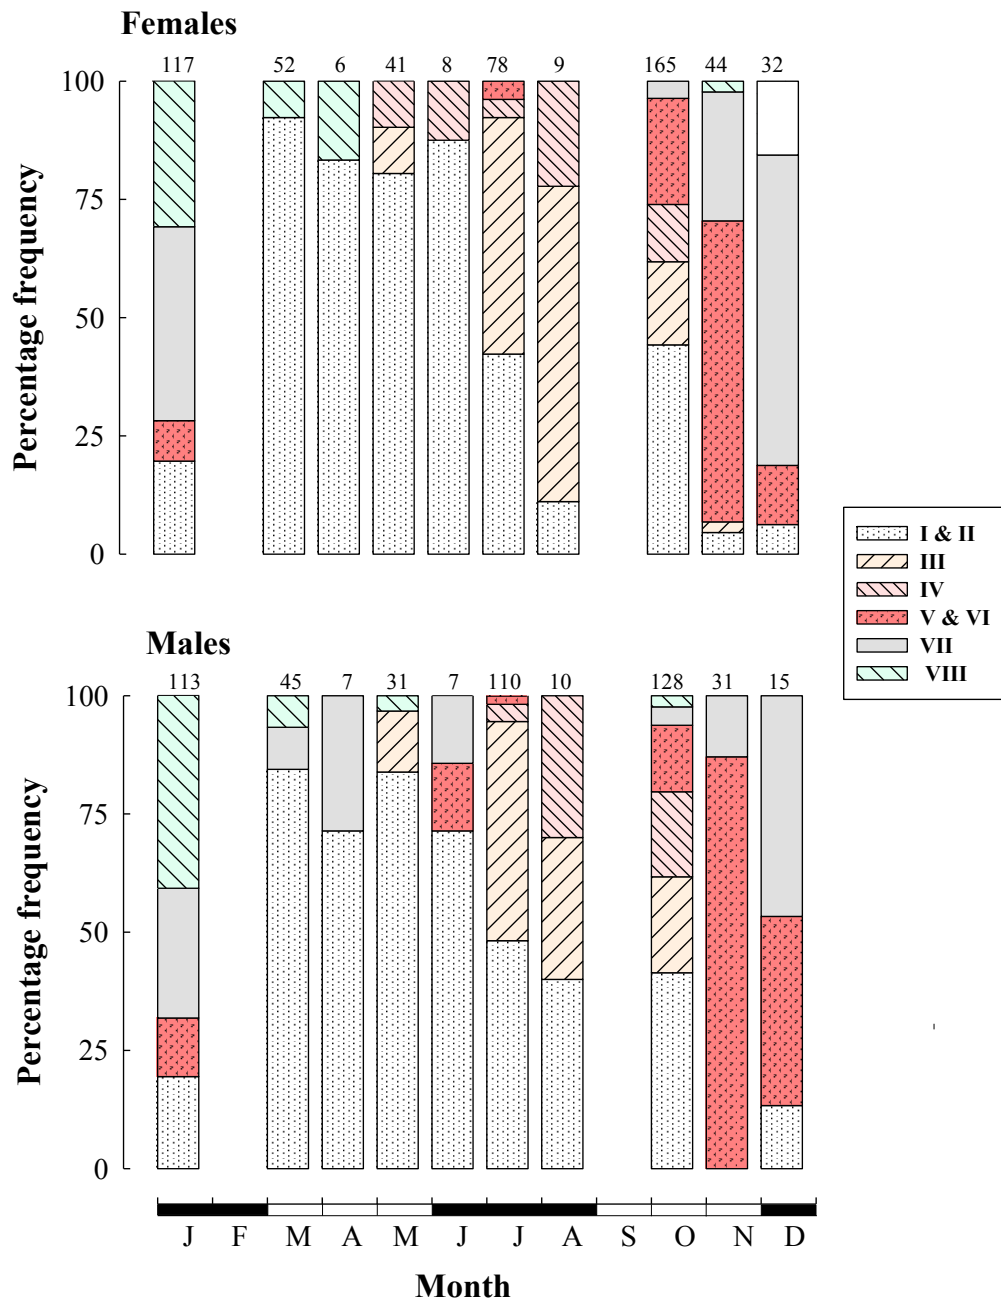 Females
117 52 6 41 8 78 9 165 44 32
100
75
50
25
0
Percentage frequency
I & II
III
IV
V & VI
VII
VIII
Males
113 45 7 31 7 110 10 128 31 15
100
75
50
25
0
Percentage frequency
J F M A M J J A S O N D
Month